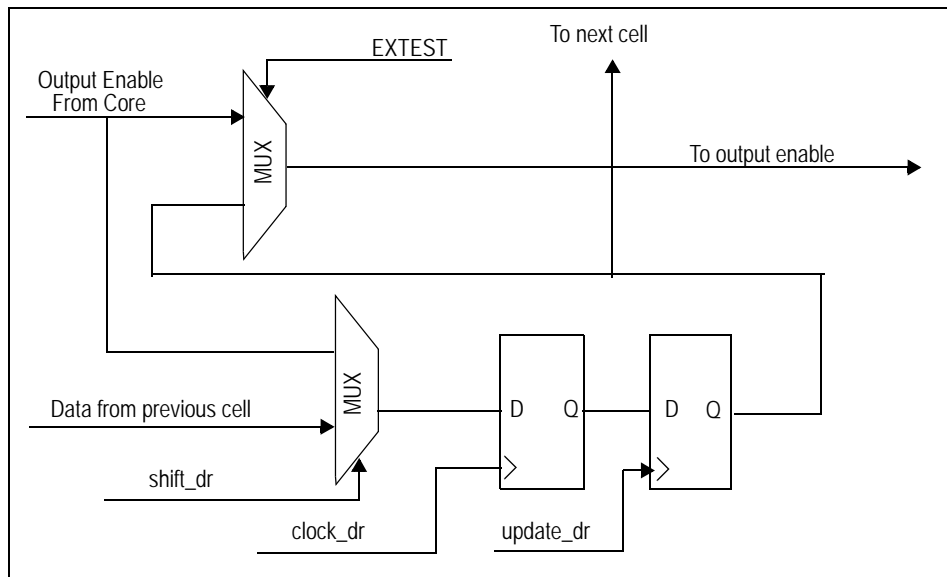 To next cell
EXTEST
Output Enable
From Core
MUX
To output enable
MUX
D Q
D Q
Data from previous cell
shift_dr
clock_dr
update_dr